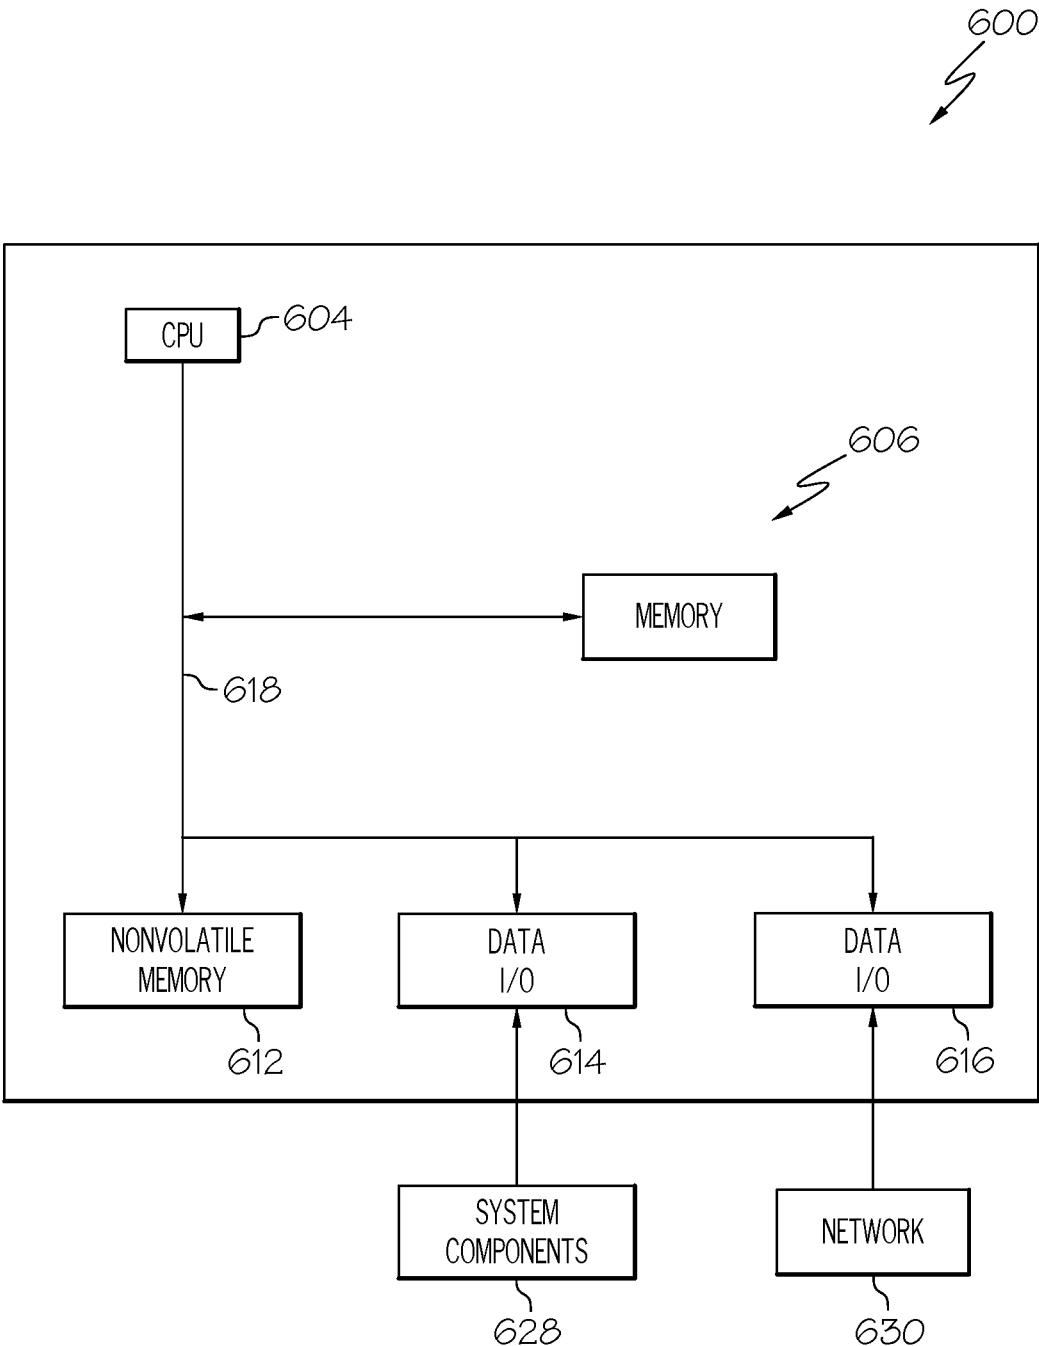 600
CPU
604
606
MEMORY
618
NONVOLATILE
MEMORY
612
DATA
I/O
614
DATA
I/O
616
SYSTEM
COMPONENTS
628
NETWORK
630